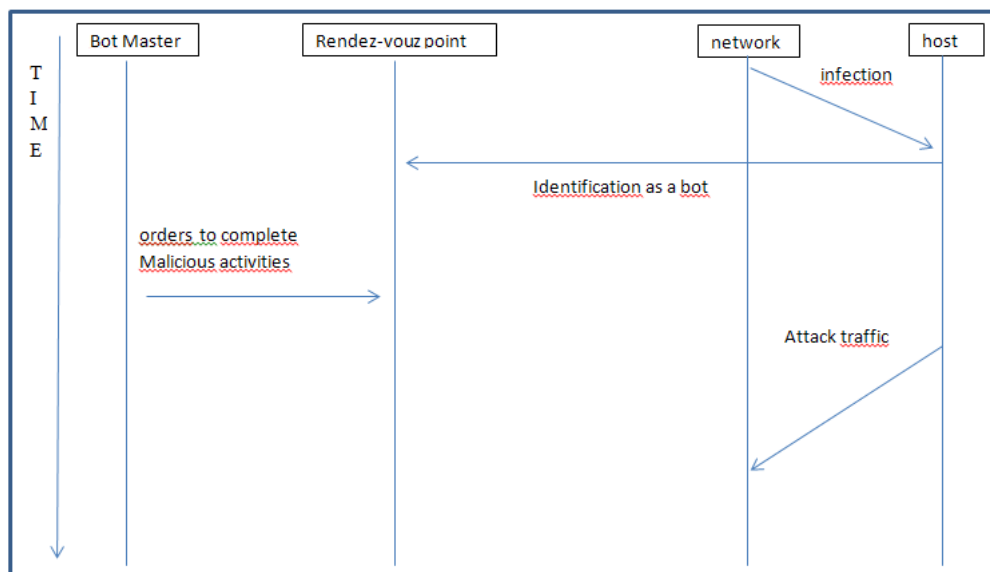 Bot Master
Rendez-vouz point
network
host
T
I
M
E
infection
Identification as a bot
orders to complete
Malicious activities
Attack traffic